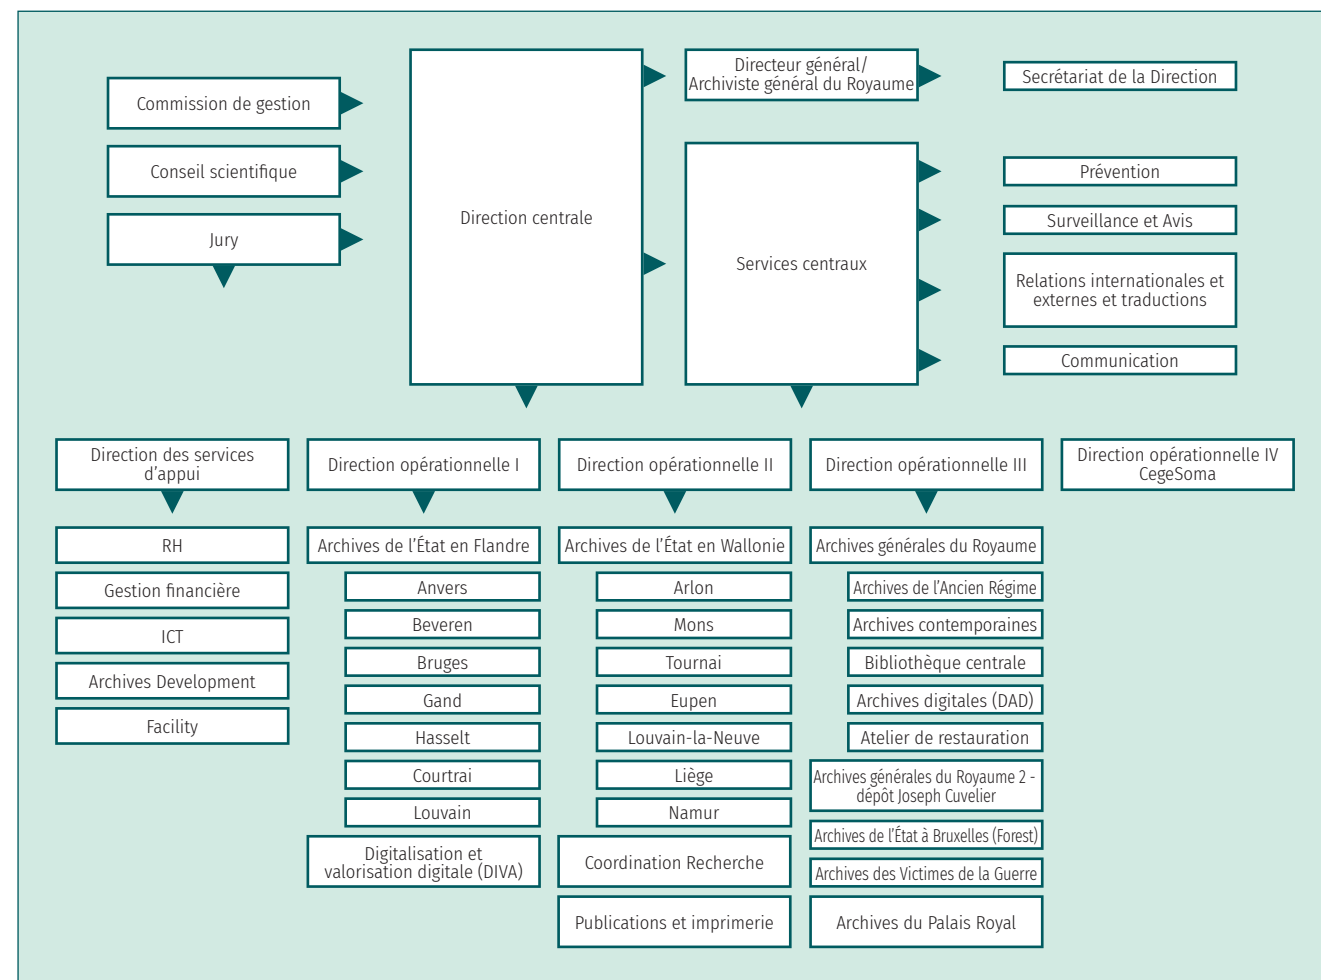 Commission de gestion
Conseil scientifique
Jury
Direction centrale
Directeur général/
Archiviste général du Royaume
Services centraux
Secrétariat de la Direction
Prévention
Surveillance et Avis
Relations internationales et
externes et traductions
Communication
Direction des services
d'appui
RH
Gestion financière
ICT
Archives Development
Facility
Direction opérationnelle I
Archives de l'État en Flandre
Anvers
Beveren
Bruges
Gand
Hasselt
Courtrai
Louvain
Digitalisation et
valorisation digitale (DIVA)
Direction opérationnelle II
Archives de l'État en Wallonie
Arlon
Mons
Tournai
Eupen
Louvain-la-Neuve
Liège
Namur
Coordination Recherche
Publications et imprimerie
Direction opérationnelle III
Archives générales du Royaume
Archives de l'Ancien Régime
Archives contemporaines
Bibliothèque centrale
Archives digitales (DAD)
Atelier de restauration
Archives générales du Royaume 2 -
dépôt Joseph Cuvelier
Archives de l'État à Bruxelles (Forest)
Archives des Victimes de la Guerre
Archives du Palais Royal
Direction opérationnelle IV
CegeSoma